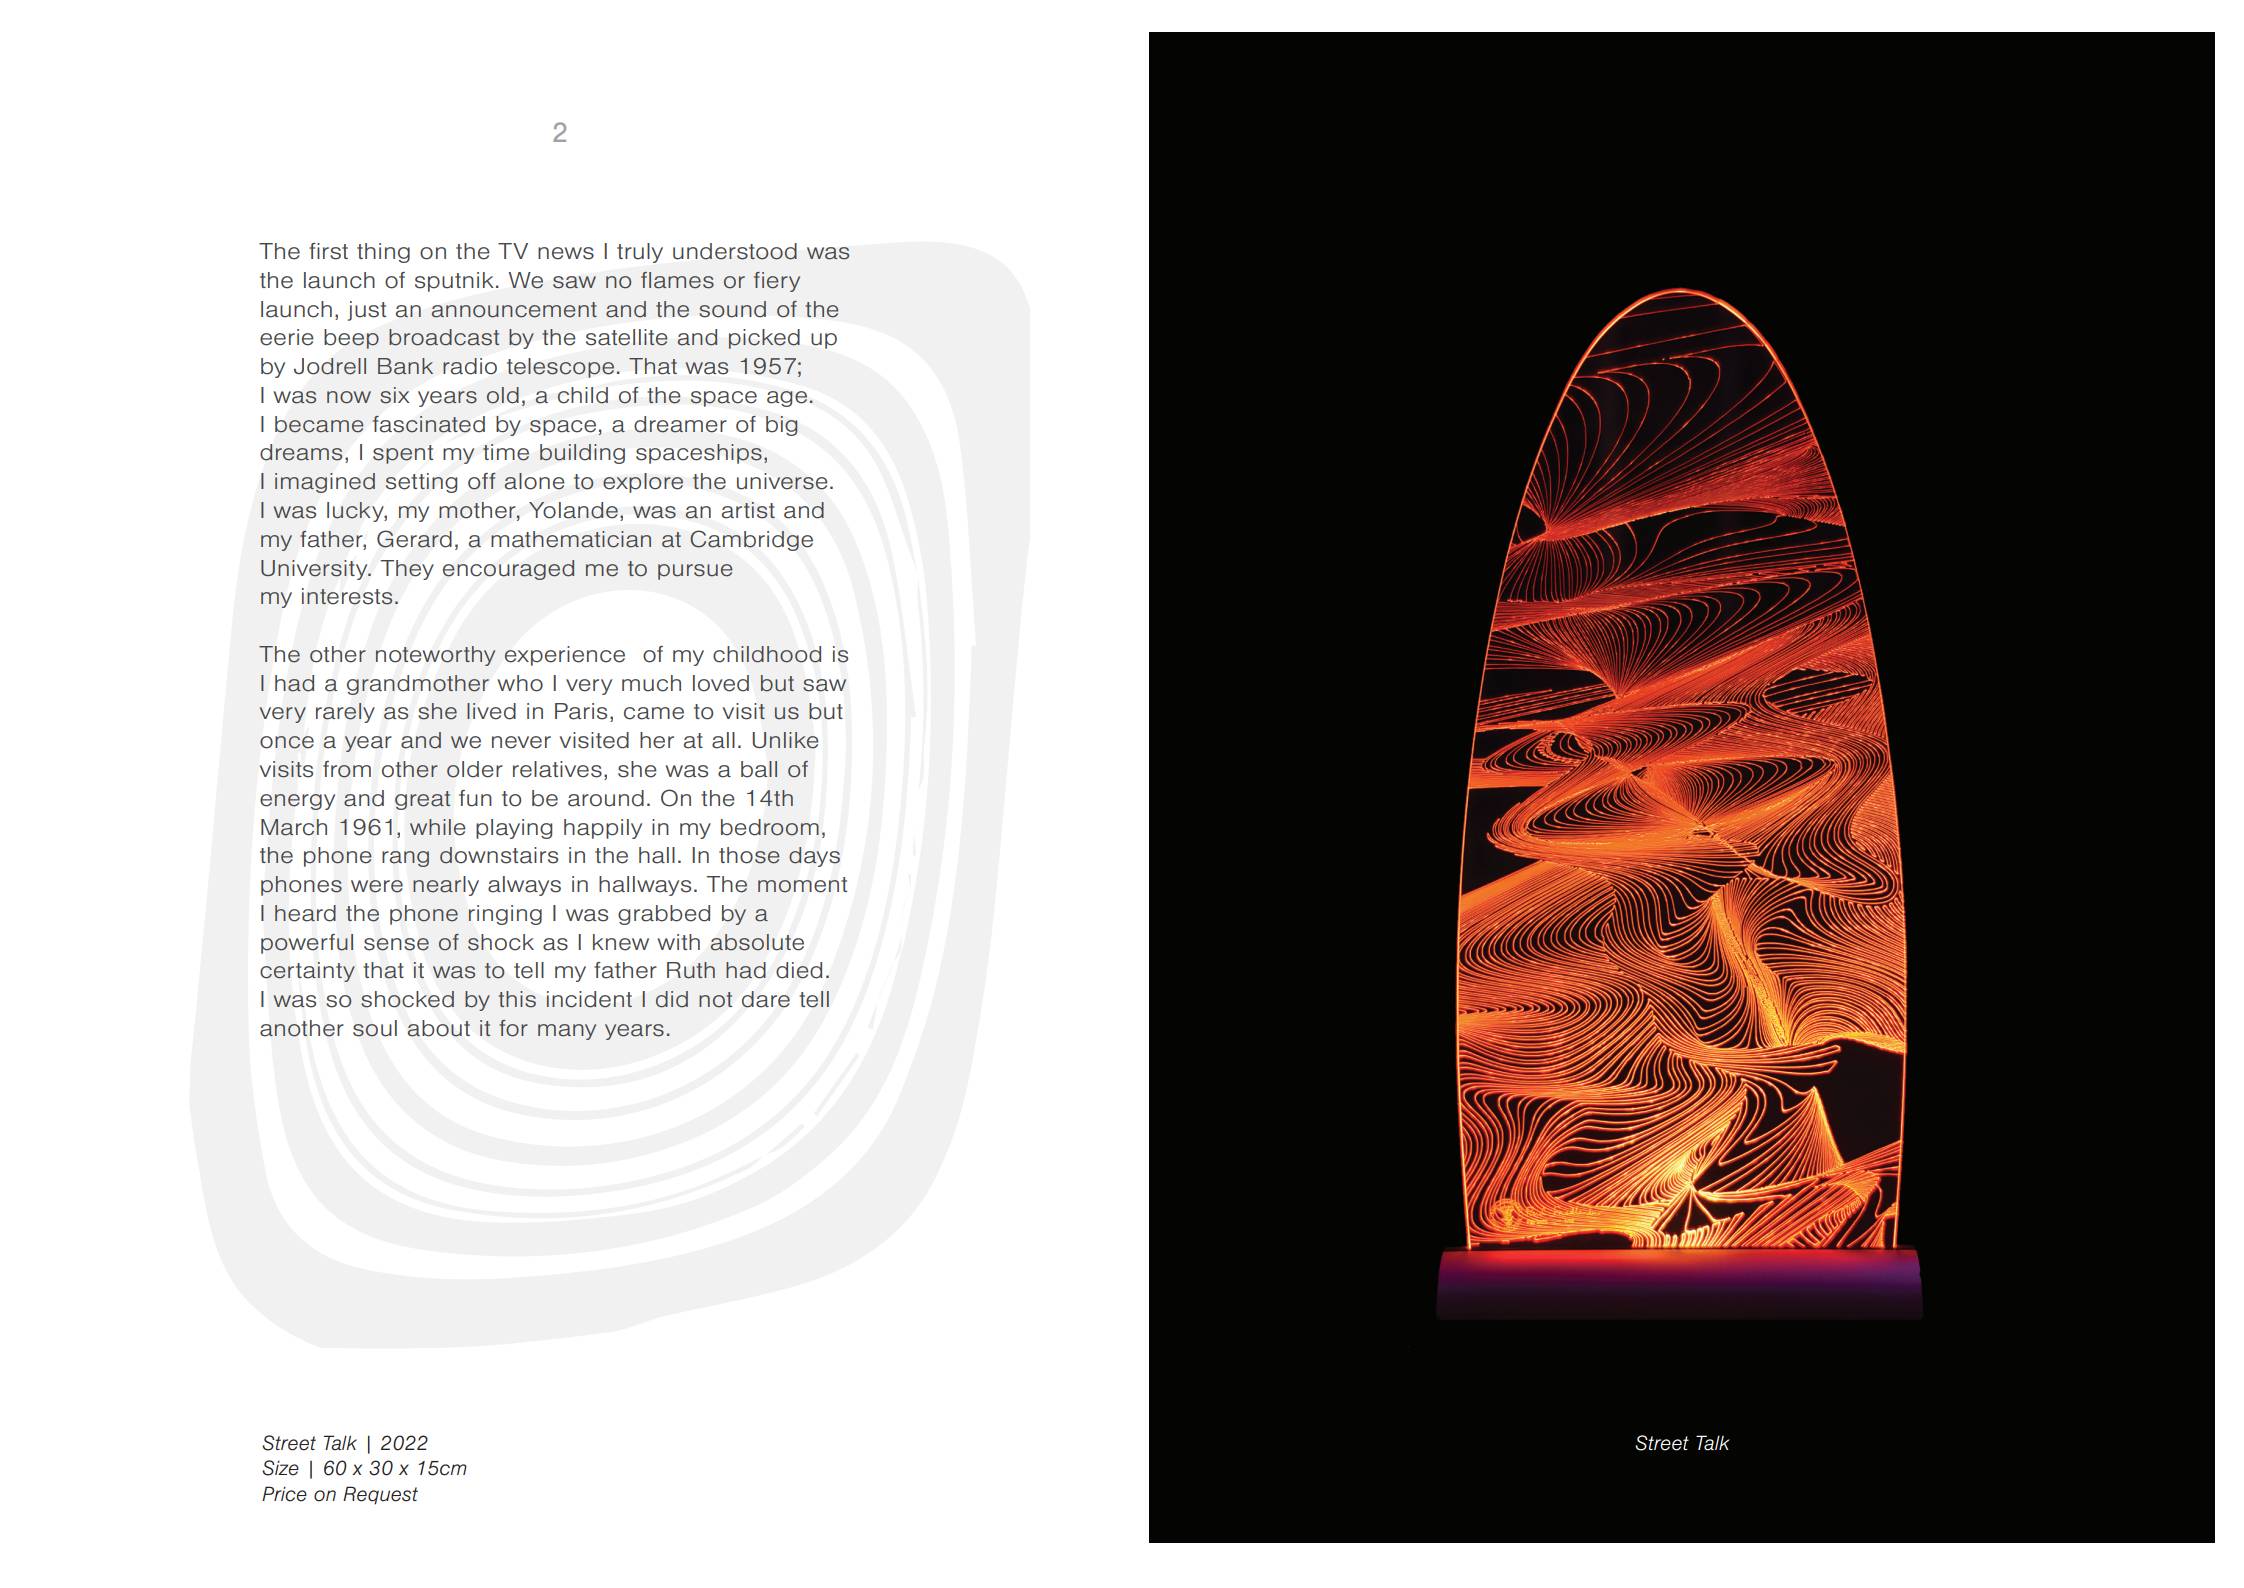 2
The first thing on the TV news I truly understood was
the launch of sputnik. We saw no flames or fiery
launch, just an announcement and the sound of the
eerie beep broadcast by the satellite and picked up
by Jodrell Bank radio telescope. That was 1957;
I was now six years old, a child of the space age.
I became fascinated by space, a dreamer of big
dreams, I spent my time building spaceships,
I imagined setting off alone to explore the universe.
I was lucky, my mother, Yolande, was an artist and
my father, Gerard, a mathematician at Cambridge
University. They encouraged me to pursue
my interests.
The other noteworthy experience  of my childhood is
I had a grandmother who I very much loved but saw
very rarely as she lived in Paris, came to visit us but
once a year and we never visited her at all. Unlike
visits from other older relatives, she was a ball of
energy and great fun to be around. On the 14th
March 1961, while playing happily in my bedroom,
the phone rang downstairs in the hall. In those days
phones were nearly always in hallways. The moment
I heard the phone ringing I was grabbed by a
powerful sense of shock as I knew with absolute
certainty that it was to tell my father Ruth had died.
I was so shocked by this incident I did not dare tell
another soul about it for many years.
Street Talk | 2022
Size | 60 x 30 x 15cm
Price on Request
Street Talk